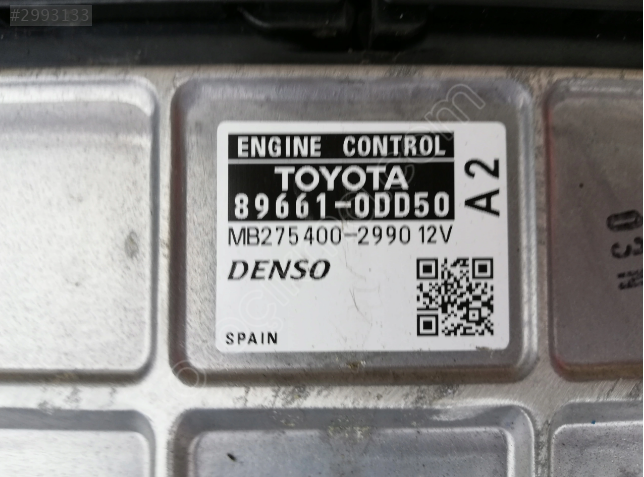 #2993133
ENGINE CONTROL
TOYOTA
89661-0DD50
A2
MB275400-2990 12V
DENSO
SPAIN